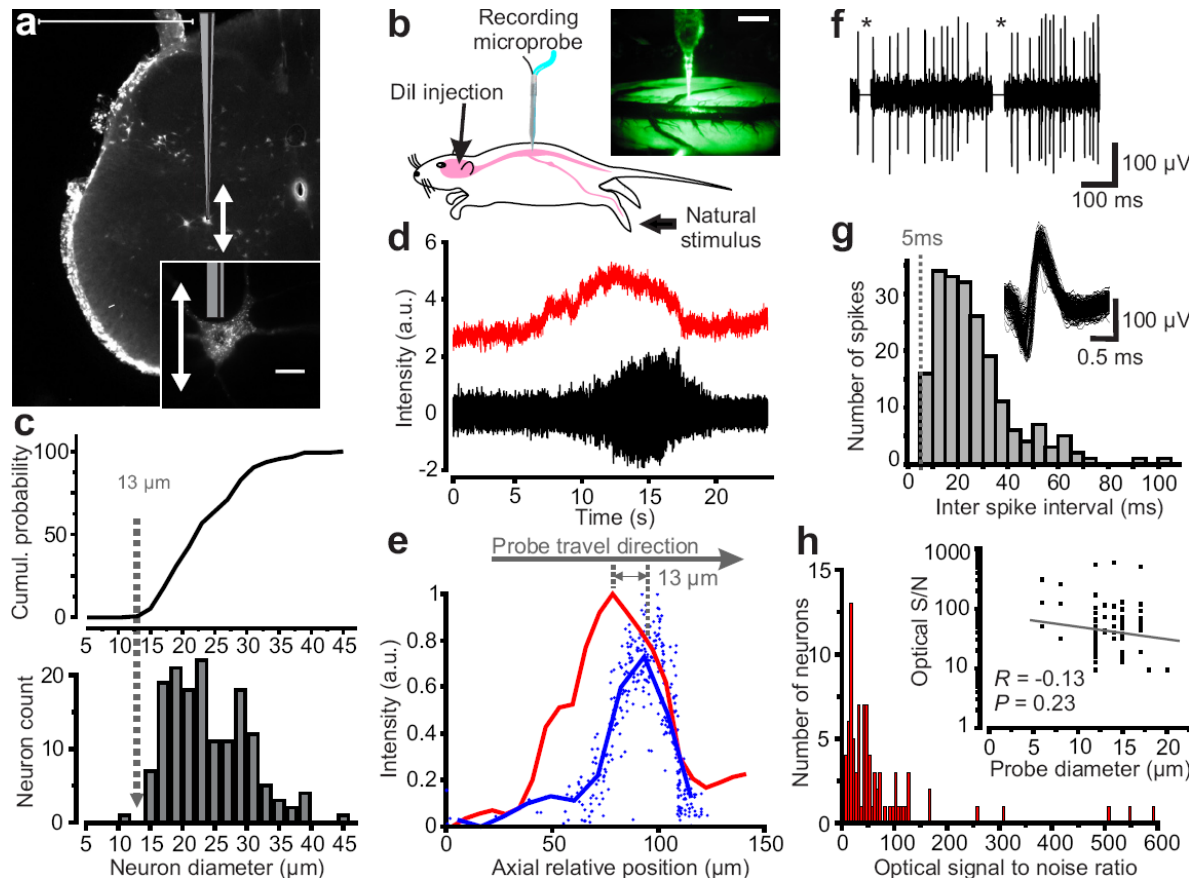 a
b
Recording
microprobe
DiI injection
Natural
stimulus
c
Cumul. probability
100
50
0
13 µm
5 10 15 20 25 30 35 40 45
Neuron count
20
10
0
5 10 15 20 25 30 35 40 45
Neuron diameter (µm)
d
Intensity (a.u.)
6
4
2
0
-2
0 5 10 15 20
Time (s)
e
Probe travel direction
13 µm
Intensity (a.u.)
1
0.8
0.6
0.4
0.2
0
0 50 100 150
Axial relative position (µm)
f
* *
100 µV
100 ms
g
5ms
Number of spikes
30
20
10
0
0 20 40 60 80 100
Inter spike interval (ms)
100 µV
0.5 ms
h
Number of neurons
15
10
5
0
0 100 200 300 400 500 600
Optical signal to noise ratio
Optical S/N
1000
100
10
1
R = -0.13
P = 0.23
0 5 10 15 20
Probe diameter (µm)